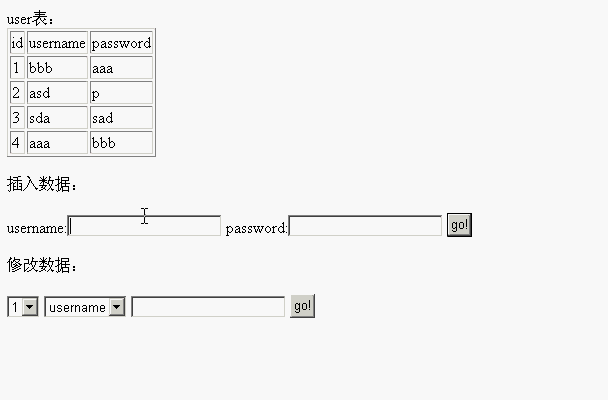 user表：
id username password
1 bbb aaa
2 asd p
3 sda sad
4 aaa bbb
插入数据：
username: password: go!
修改数据：
1 username go!